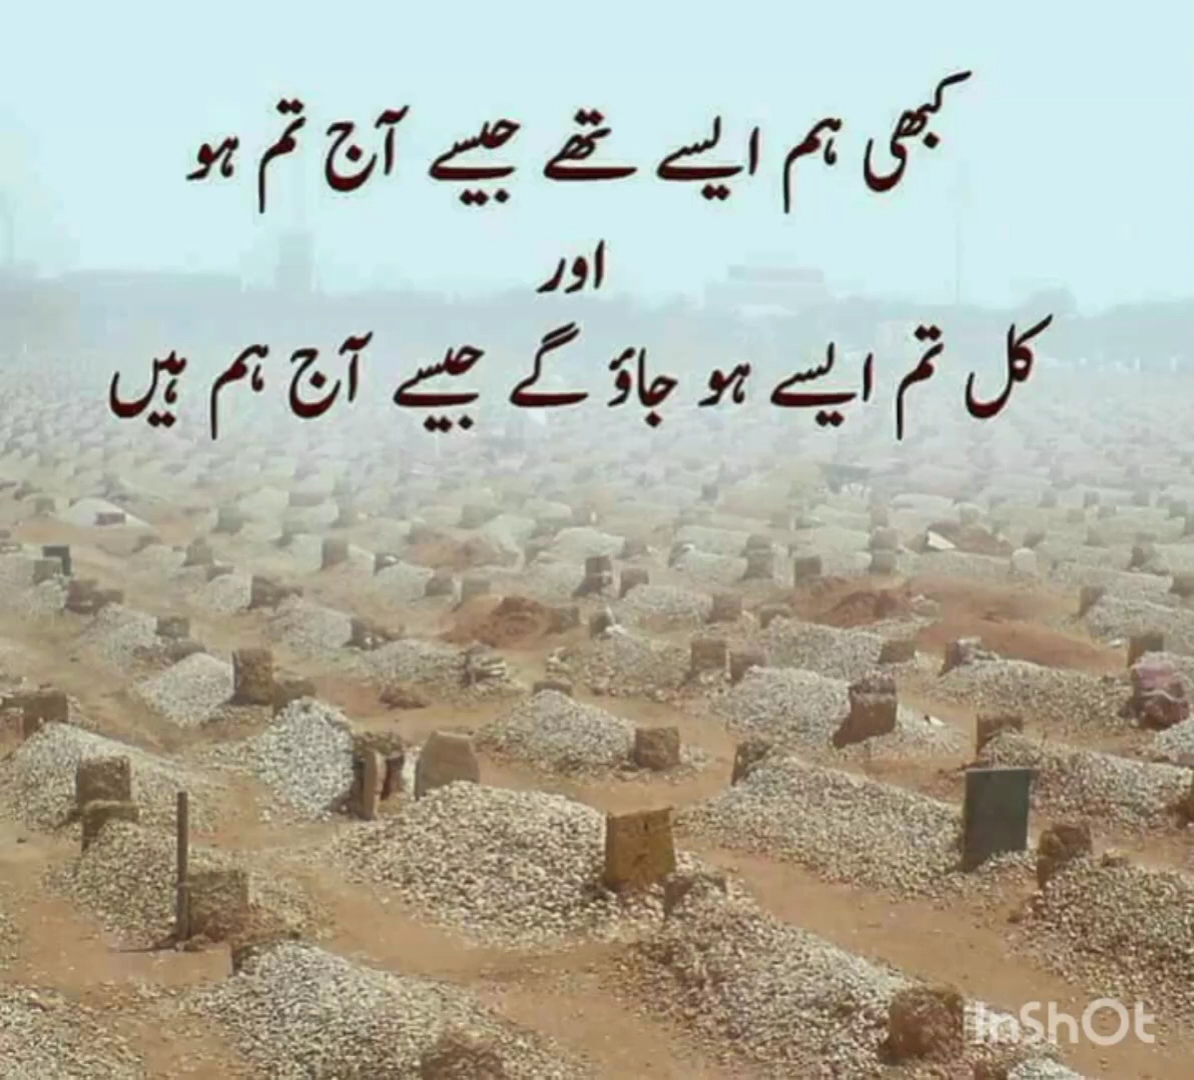 کبھی ہم ایسے تھے جیسے آج تم ہو
اور
کل تم ایسے ہو جاؤ گے جیسے آج ہم ہیں
InShOt